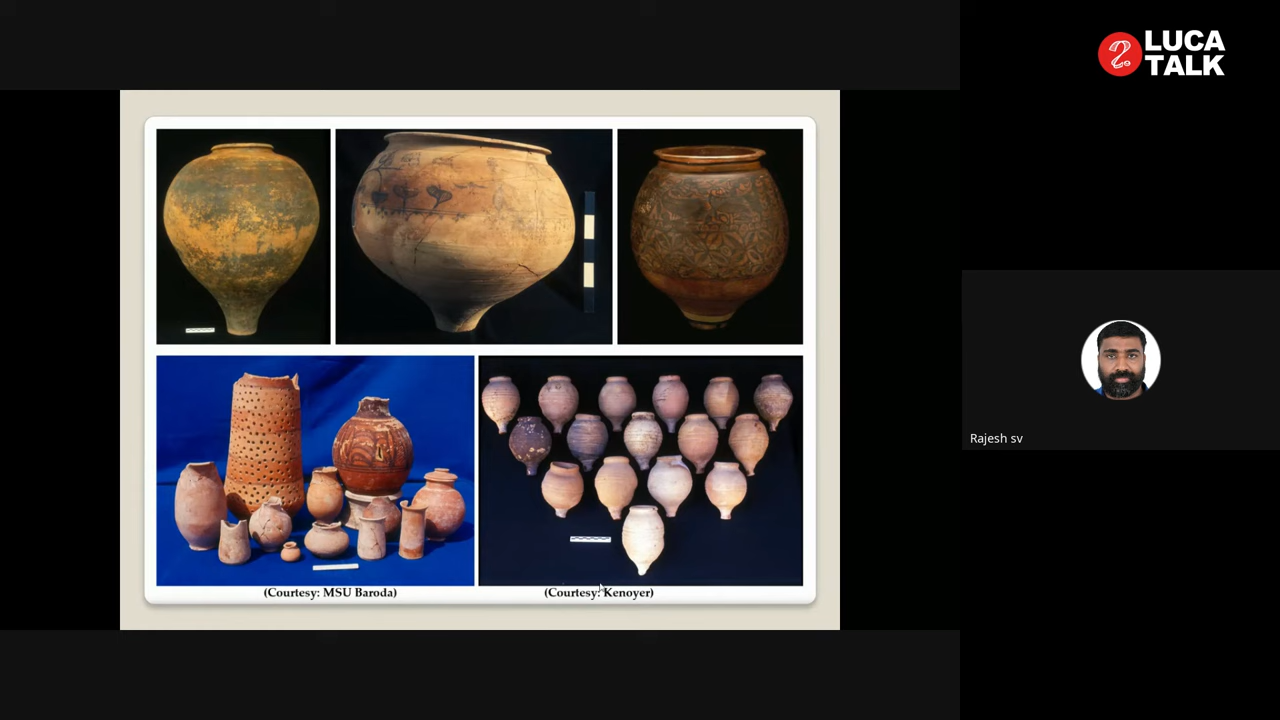 LUCA
TALK
Rajesh sv
(Courtesy: MSU Baroda)
(Courtesy: Kenoyer)